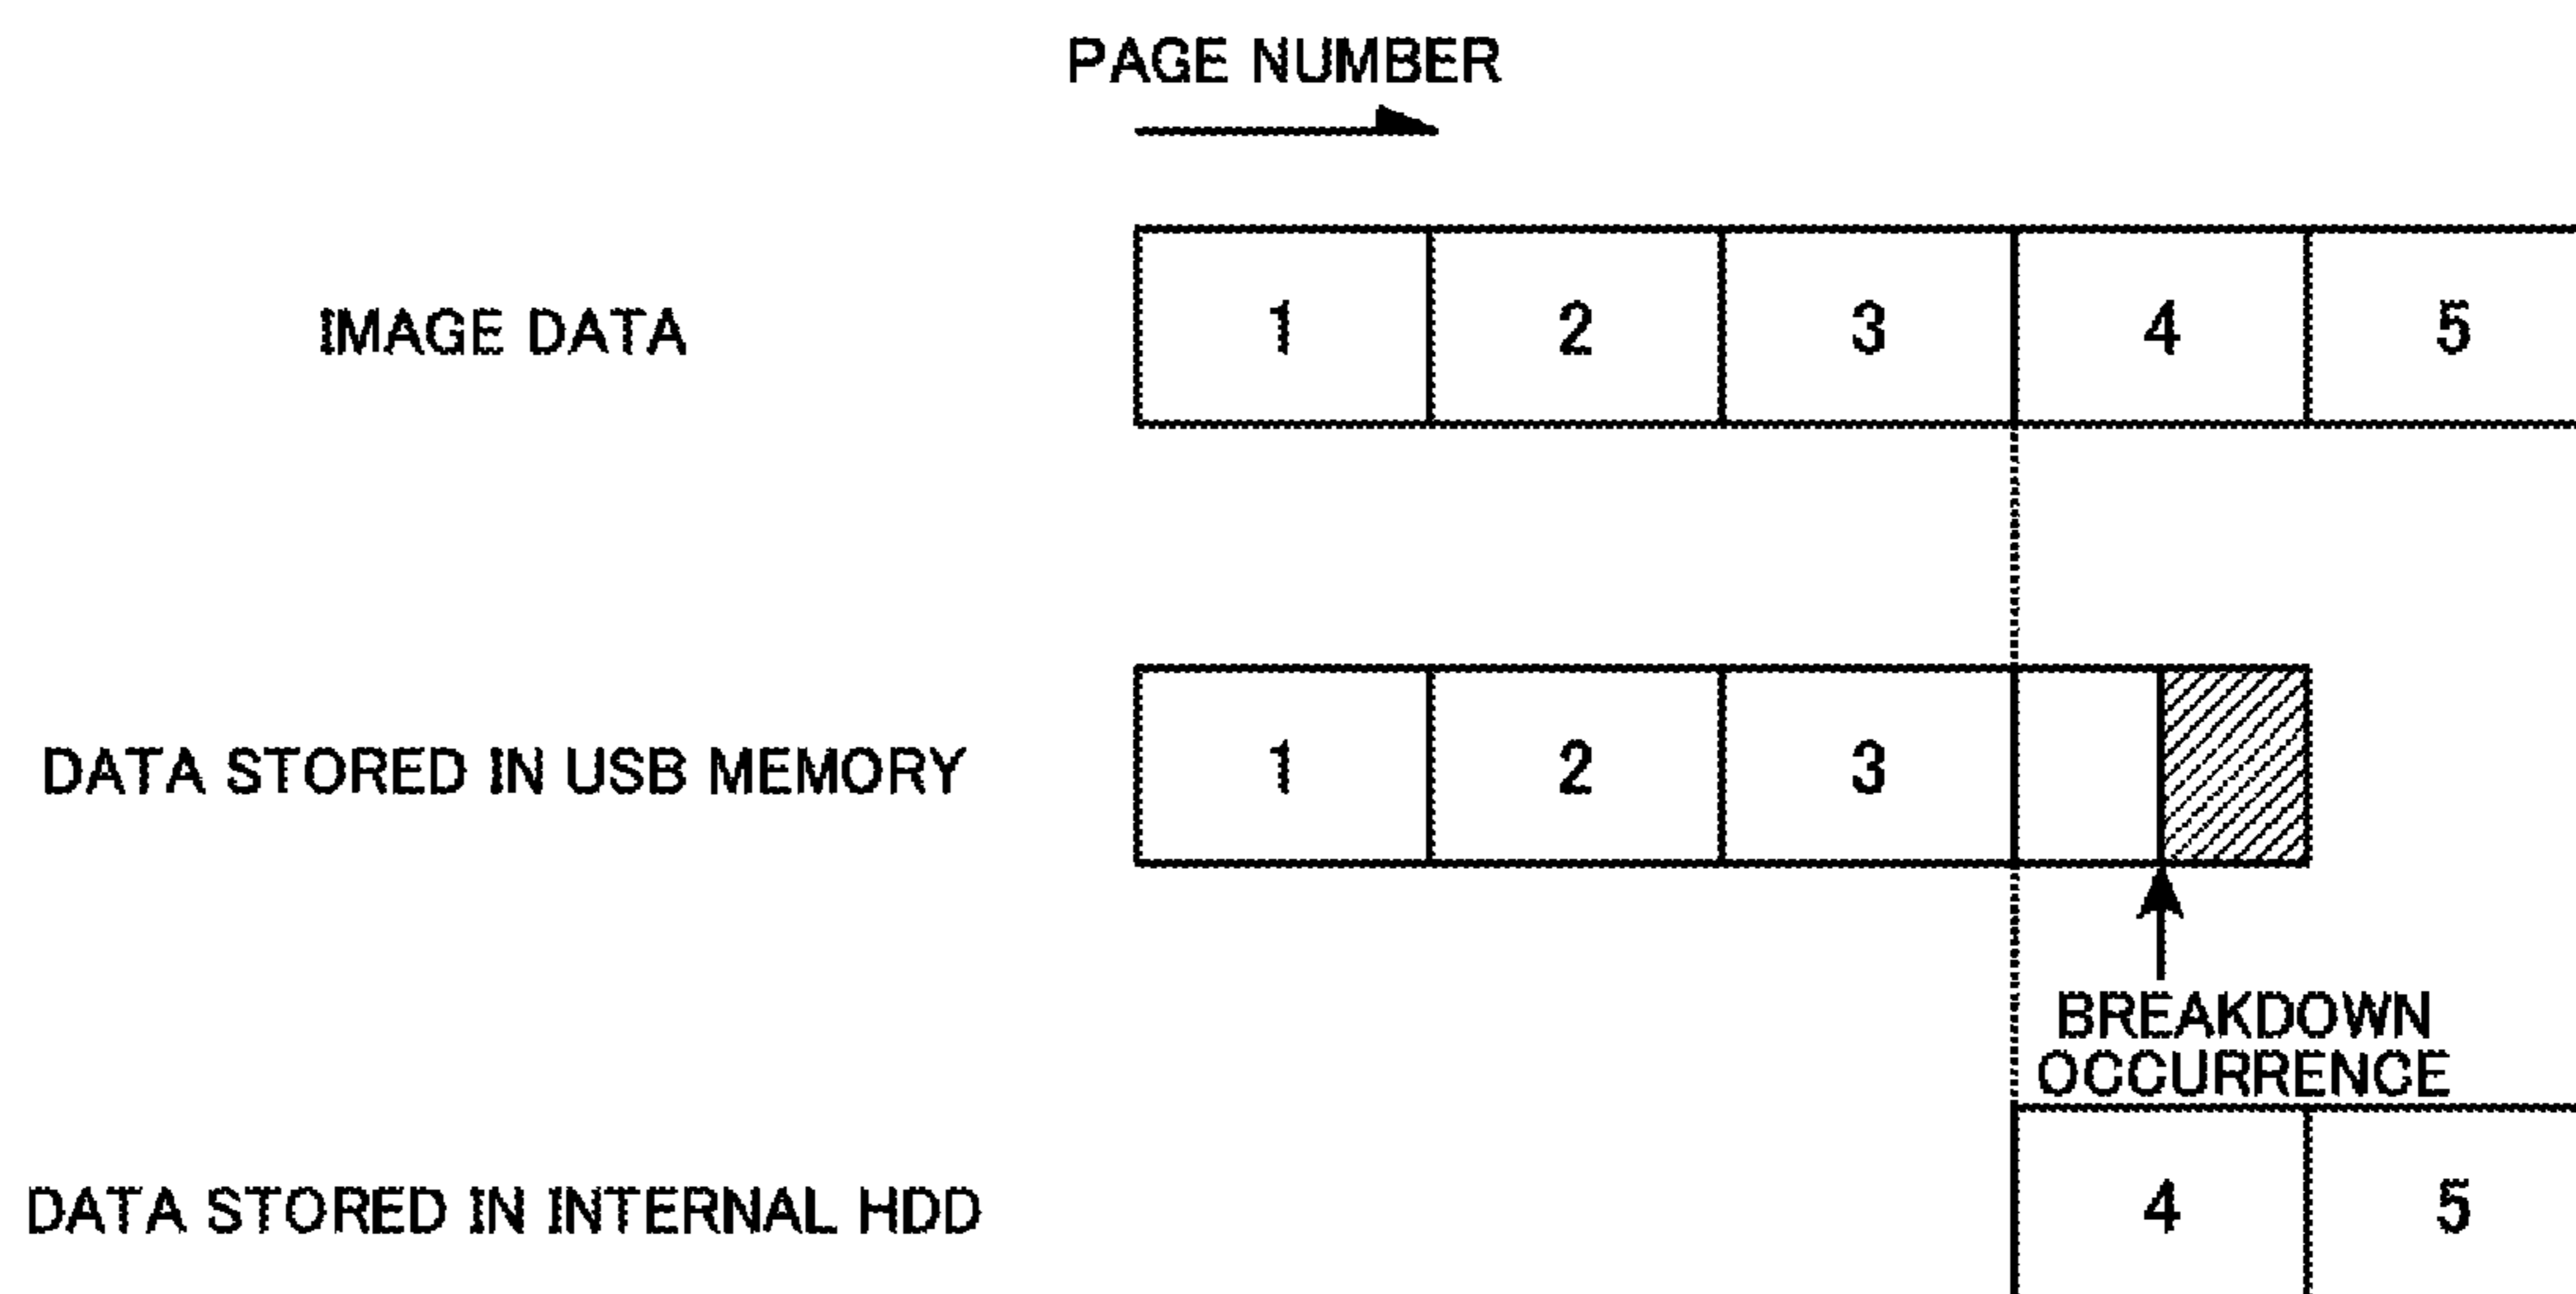 PAGE NUMBER
IMAGE DATA 1 2 3 4 5
DATA STORED IN USB MEMORY 1 2 3
BREAKDOWN
OCCURRENCE
DATA STORED IN INTERNAL HDD 4 5